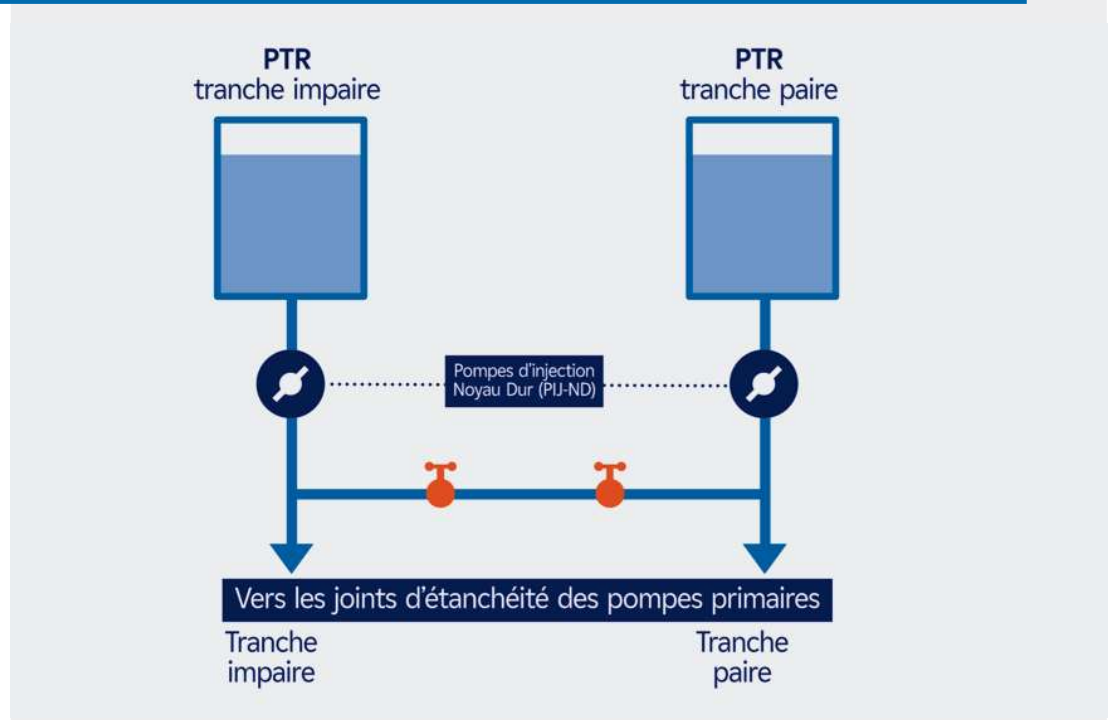 PTR
tranche impaire
PTR
tranche paire
Pompes d'injection
Noyau Dur (PIJ-ND)
Vers les joints d'étanchéité des pompes primaires
Tranche
impaire
Tranche
paire